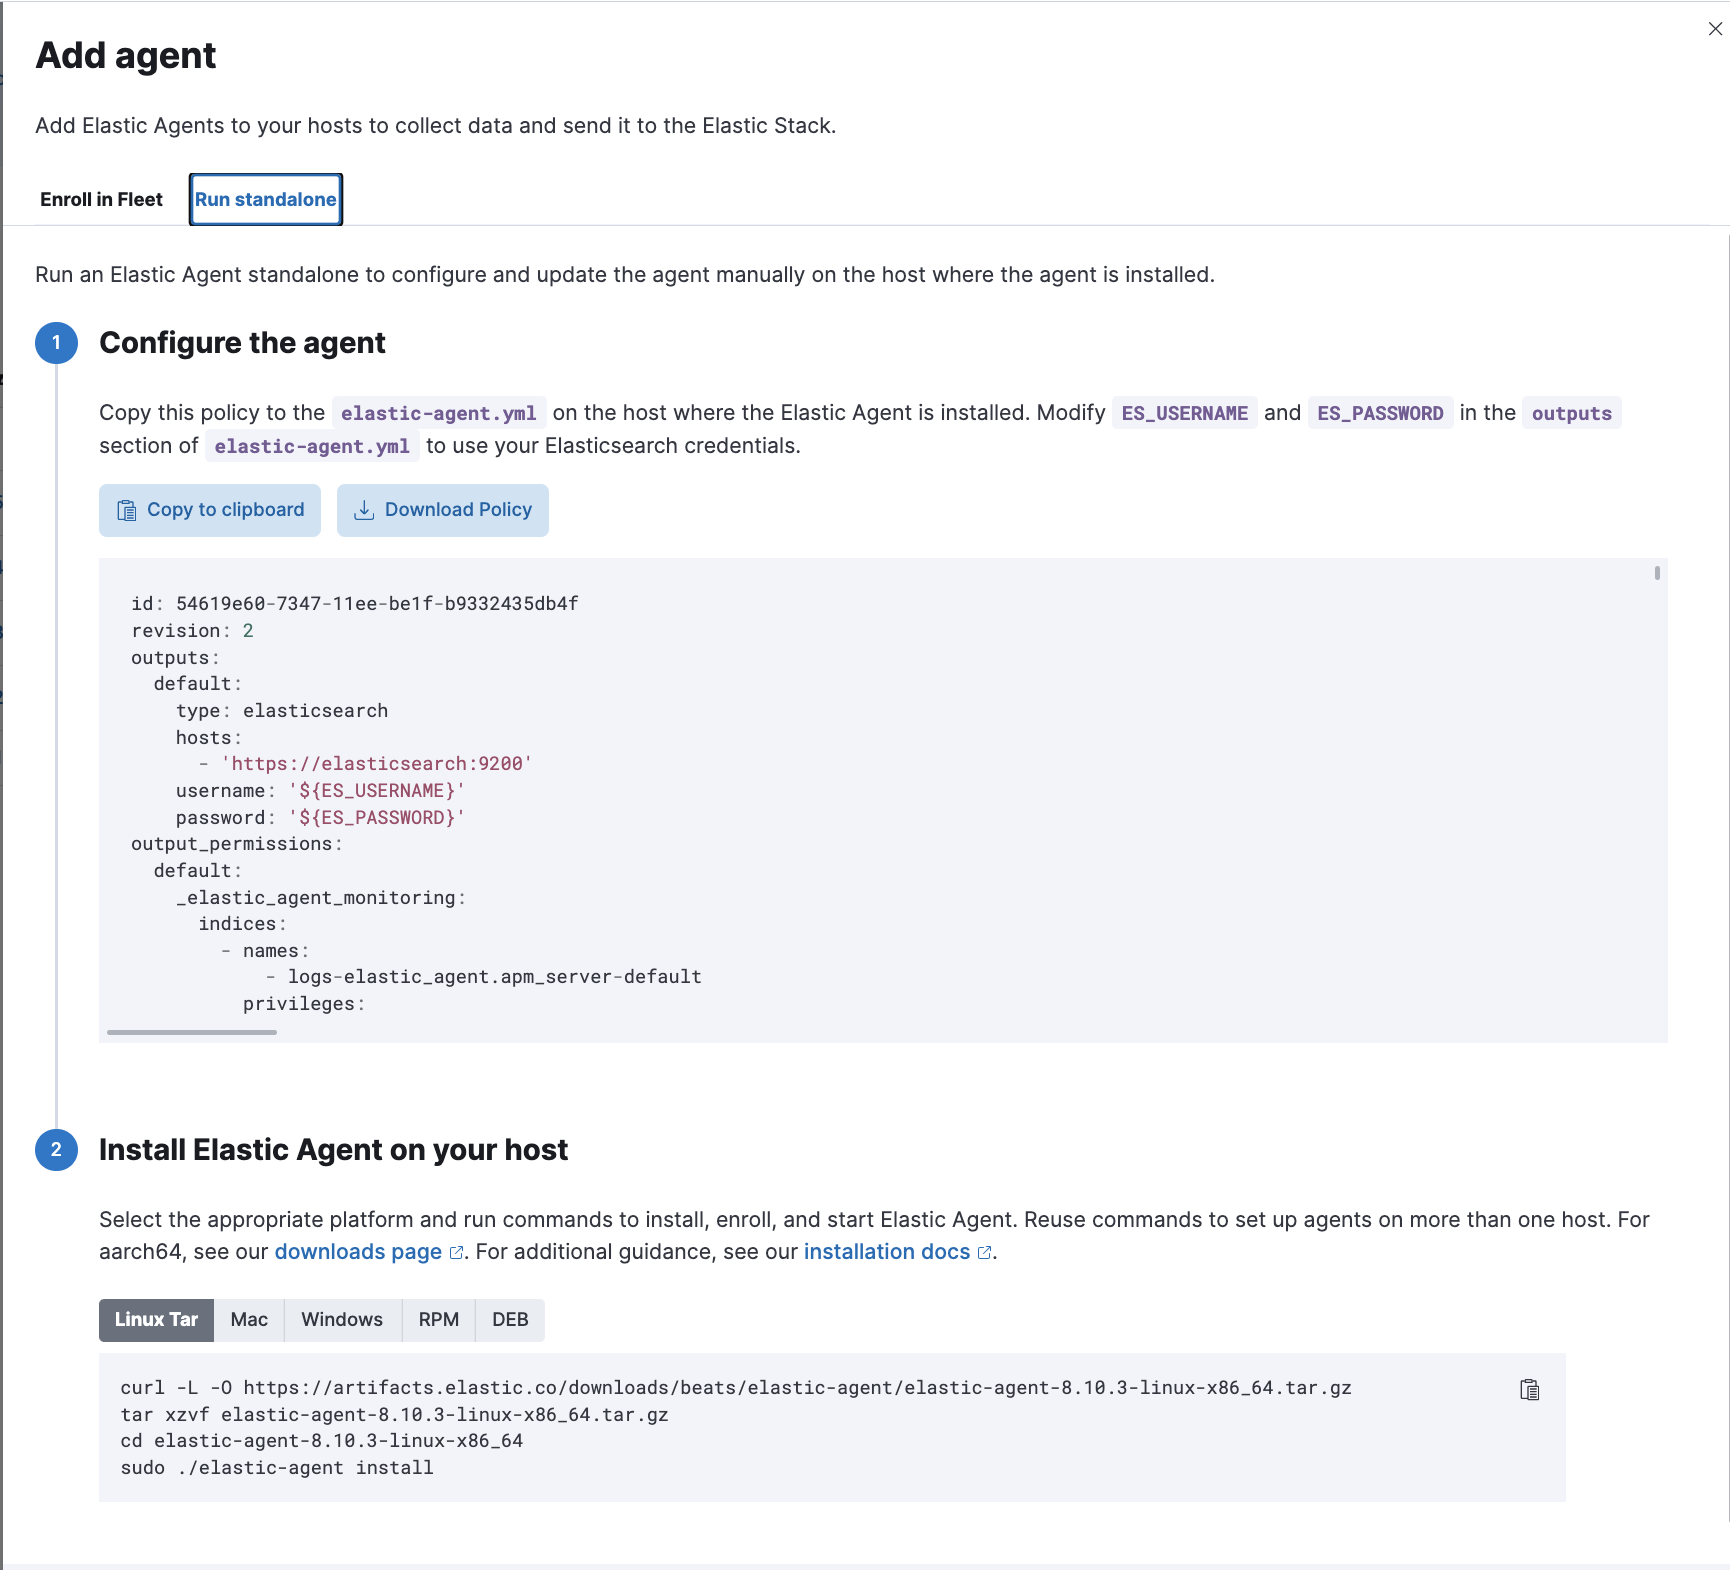 Add agent
Add Elastic Agents to your hosts to collect data and send it to the Elastic Stack.
Enroll in Fleet Run standalone
Run an Elastic Agent standalone to configure and update the agent manually on the host where the agent is installed.
1 Configure the agent
Copy this policy to the elastic-agent.yml on the host where the Elastic Agent is installed. Modify ES_USERNAME and ES_PASSWORD in the outputs
section of elastic-agent.yml to use your Elasticsearch credentials.
Copy to clipboard Download Policy
id: 54619e60-7347-11ee-be1f-b9332435db4f
revision: 2
outputs:
  default:
    type: elasticsearch
    hosts:
      - 'https://elasticsearch:9200'
    username: '${ES_USERNAME}'
    password: '${ES_PASSWORD}'
output_permissions:
  default:
    _elastic_agent_monitoring:
      indices:
        - names:
            - logs-elastic_agent.apm_server-default
          privileges:
2 Install Elastic Agent on your host
Select the appropriate platform and run commands to install, enroll, and start Elastic Agent. Reuse commands to set up agents on more than one host. For
aarch64, see our downloads page. For additional guidance, see our installation docs.
Linux Tar Mac Windows RPM DEB
curl -L -O https://artifacts.elastic.co/downloads/beats/elastic-agent/elastic-agent-8.10.3-linux-x86_64.tar.gz
tar xzvf elastic-agent-8.10.3-linux-x86_64.tar.gz
cd elastic-agent-8.10.3-linux-x86_64
sudo ./elastic-agent install